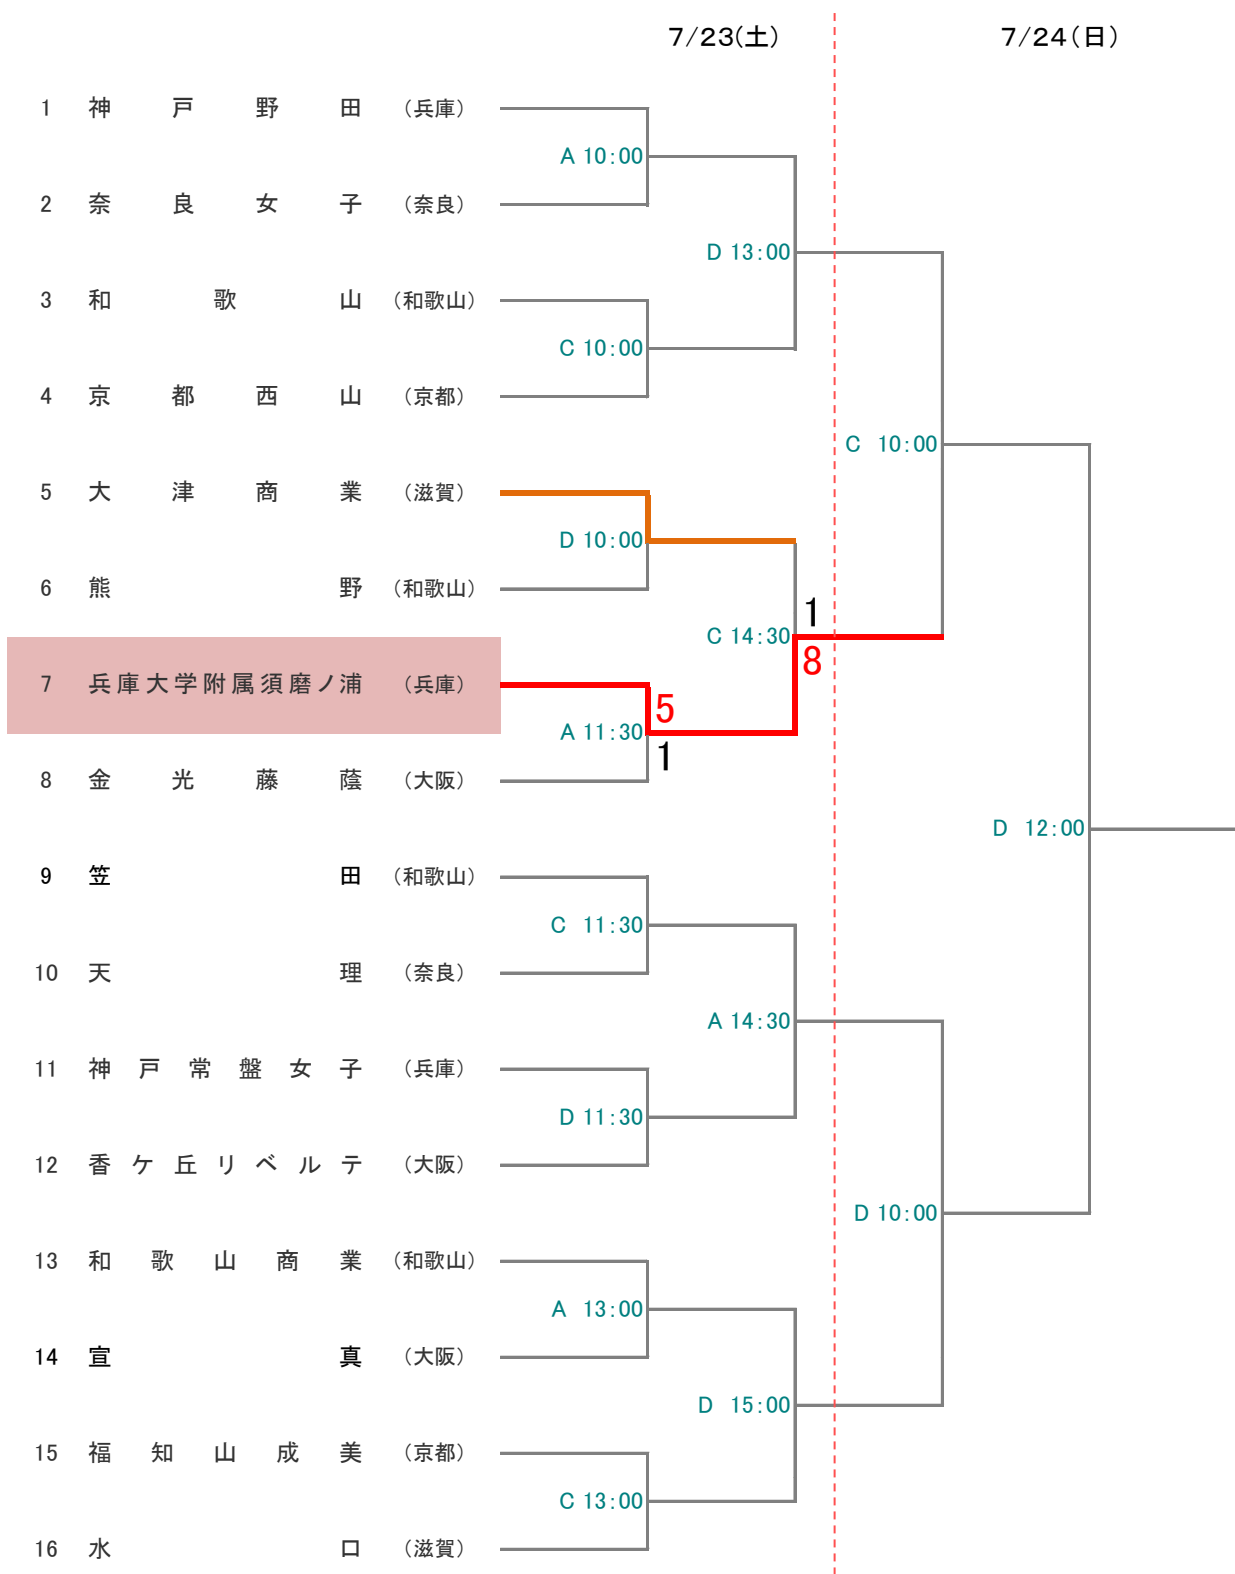 7/23(土) 7/24(日)
1 神戸野田 (兵庫)
A 10:00
2 奈良女子 (奈良)
D 13:00
3 和歌山 (和歌山)
C 10:00
4 京都西山 (京都)
C 10:00
5 大津商業 (滋賀)
D 10:00
6 熊野 (和歌山)
1
C 14:30
8
7 兵庫大学附属須磨ノ浦 (兵庫)
5
A 11:30
1
8 金光藤蔭 (大阪)
D 12:00
9 笠田 (和歌山)
C 11:30
10 天理 (奈良)
A 14:30
11 神戸常盤女子 (兵庫)
D 11:30
12 香ケ丘リベルテ (大阪)
D 10:00
13 和歌山商業 (和歌山)
A 13:00
14 宣真 (大阪)
D 15:00
15 福知山成美 (京都)
C 13:00
16 水口 (滋賀)